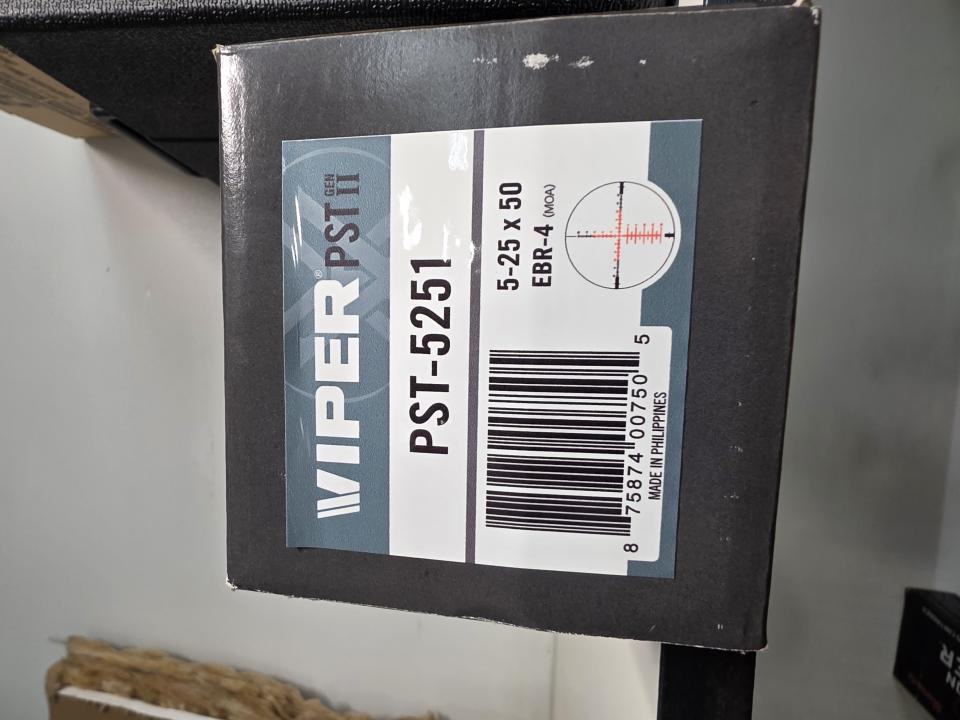 VIPER® PST GEN II
PST-5251
5-25 x 50
EBR-4 (MOA)
8 75874 00750 5
MADE IN PHILIPPINES